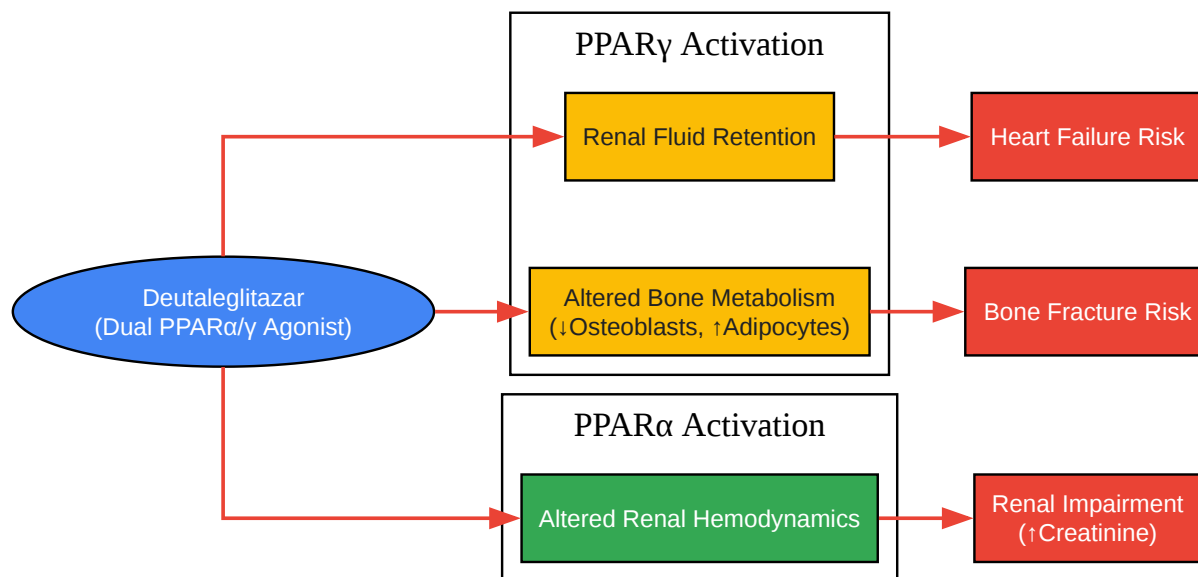 PPARγ Activation
Renal Fluid Retention
Heart Failure Risk
Deutaleglitazar
(Dual PPARα/γ Agonist)
Altered Bone Metabolism
(↓Osteoblasts, ↑Adipocytes)
Bone Fracture Risk
PPARα Activation
Altered Renal Hemodynamics
Renal Impairment
(↑Creatinine)